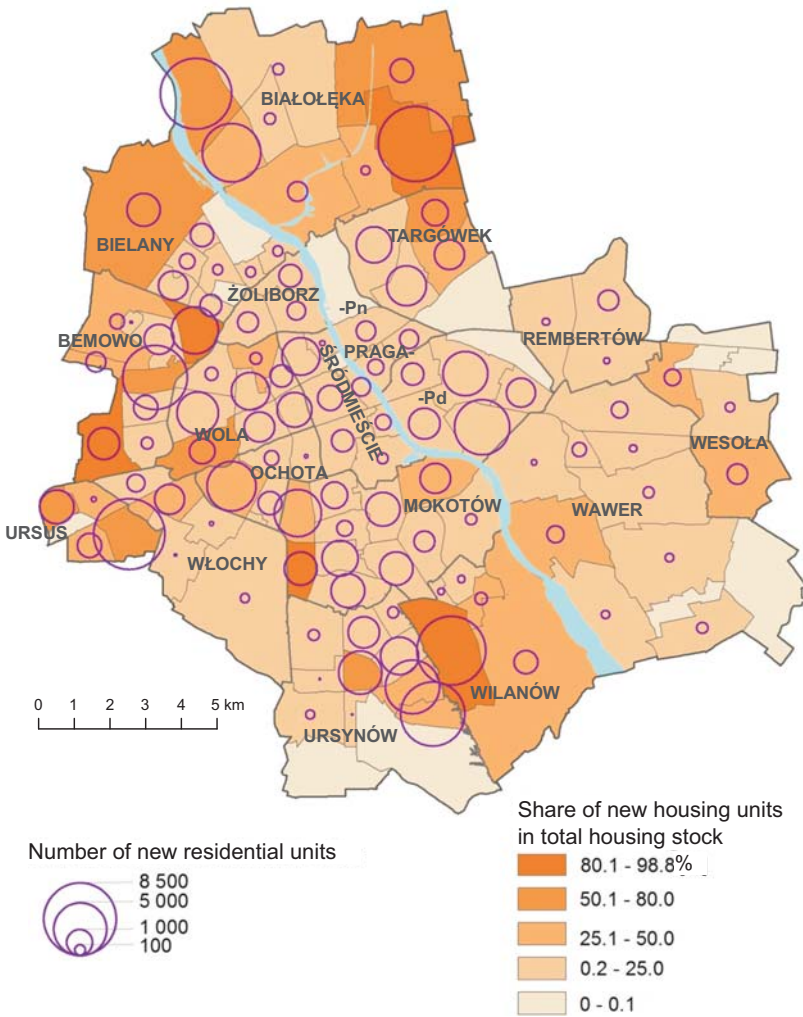 BIAŁOŁĘKA
BIELANY
TARGÓWEK
ŻOLIBORZ
-Pn
BEMOWO
PRAGA-
REMBERTÓW
ŚRÓDMIEŚCIE
-Pd
WOLA
WESOŁA
OCHOTA
MOKOTÓW
WAWER
URSUS
WŁOCHY
WILANÓW
URSYNÓW
0 1 2 3 4 5 km
Number of new residential units
8 500
5 000
1 000
100
Share of new housing units
in total housing stock
80.1 - 98.8%
50.1 - 80.0
25.1 - 50.0
0.2 - 25.0
0 - 0.1